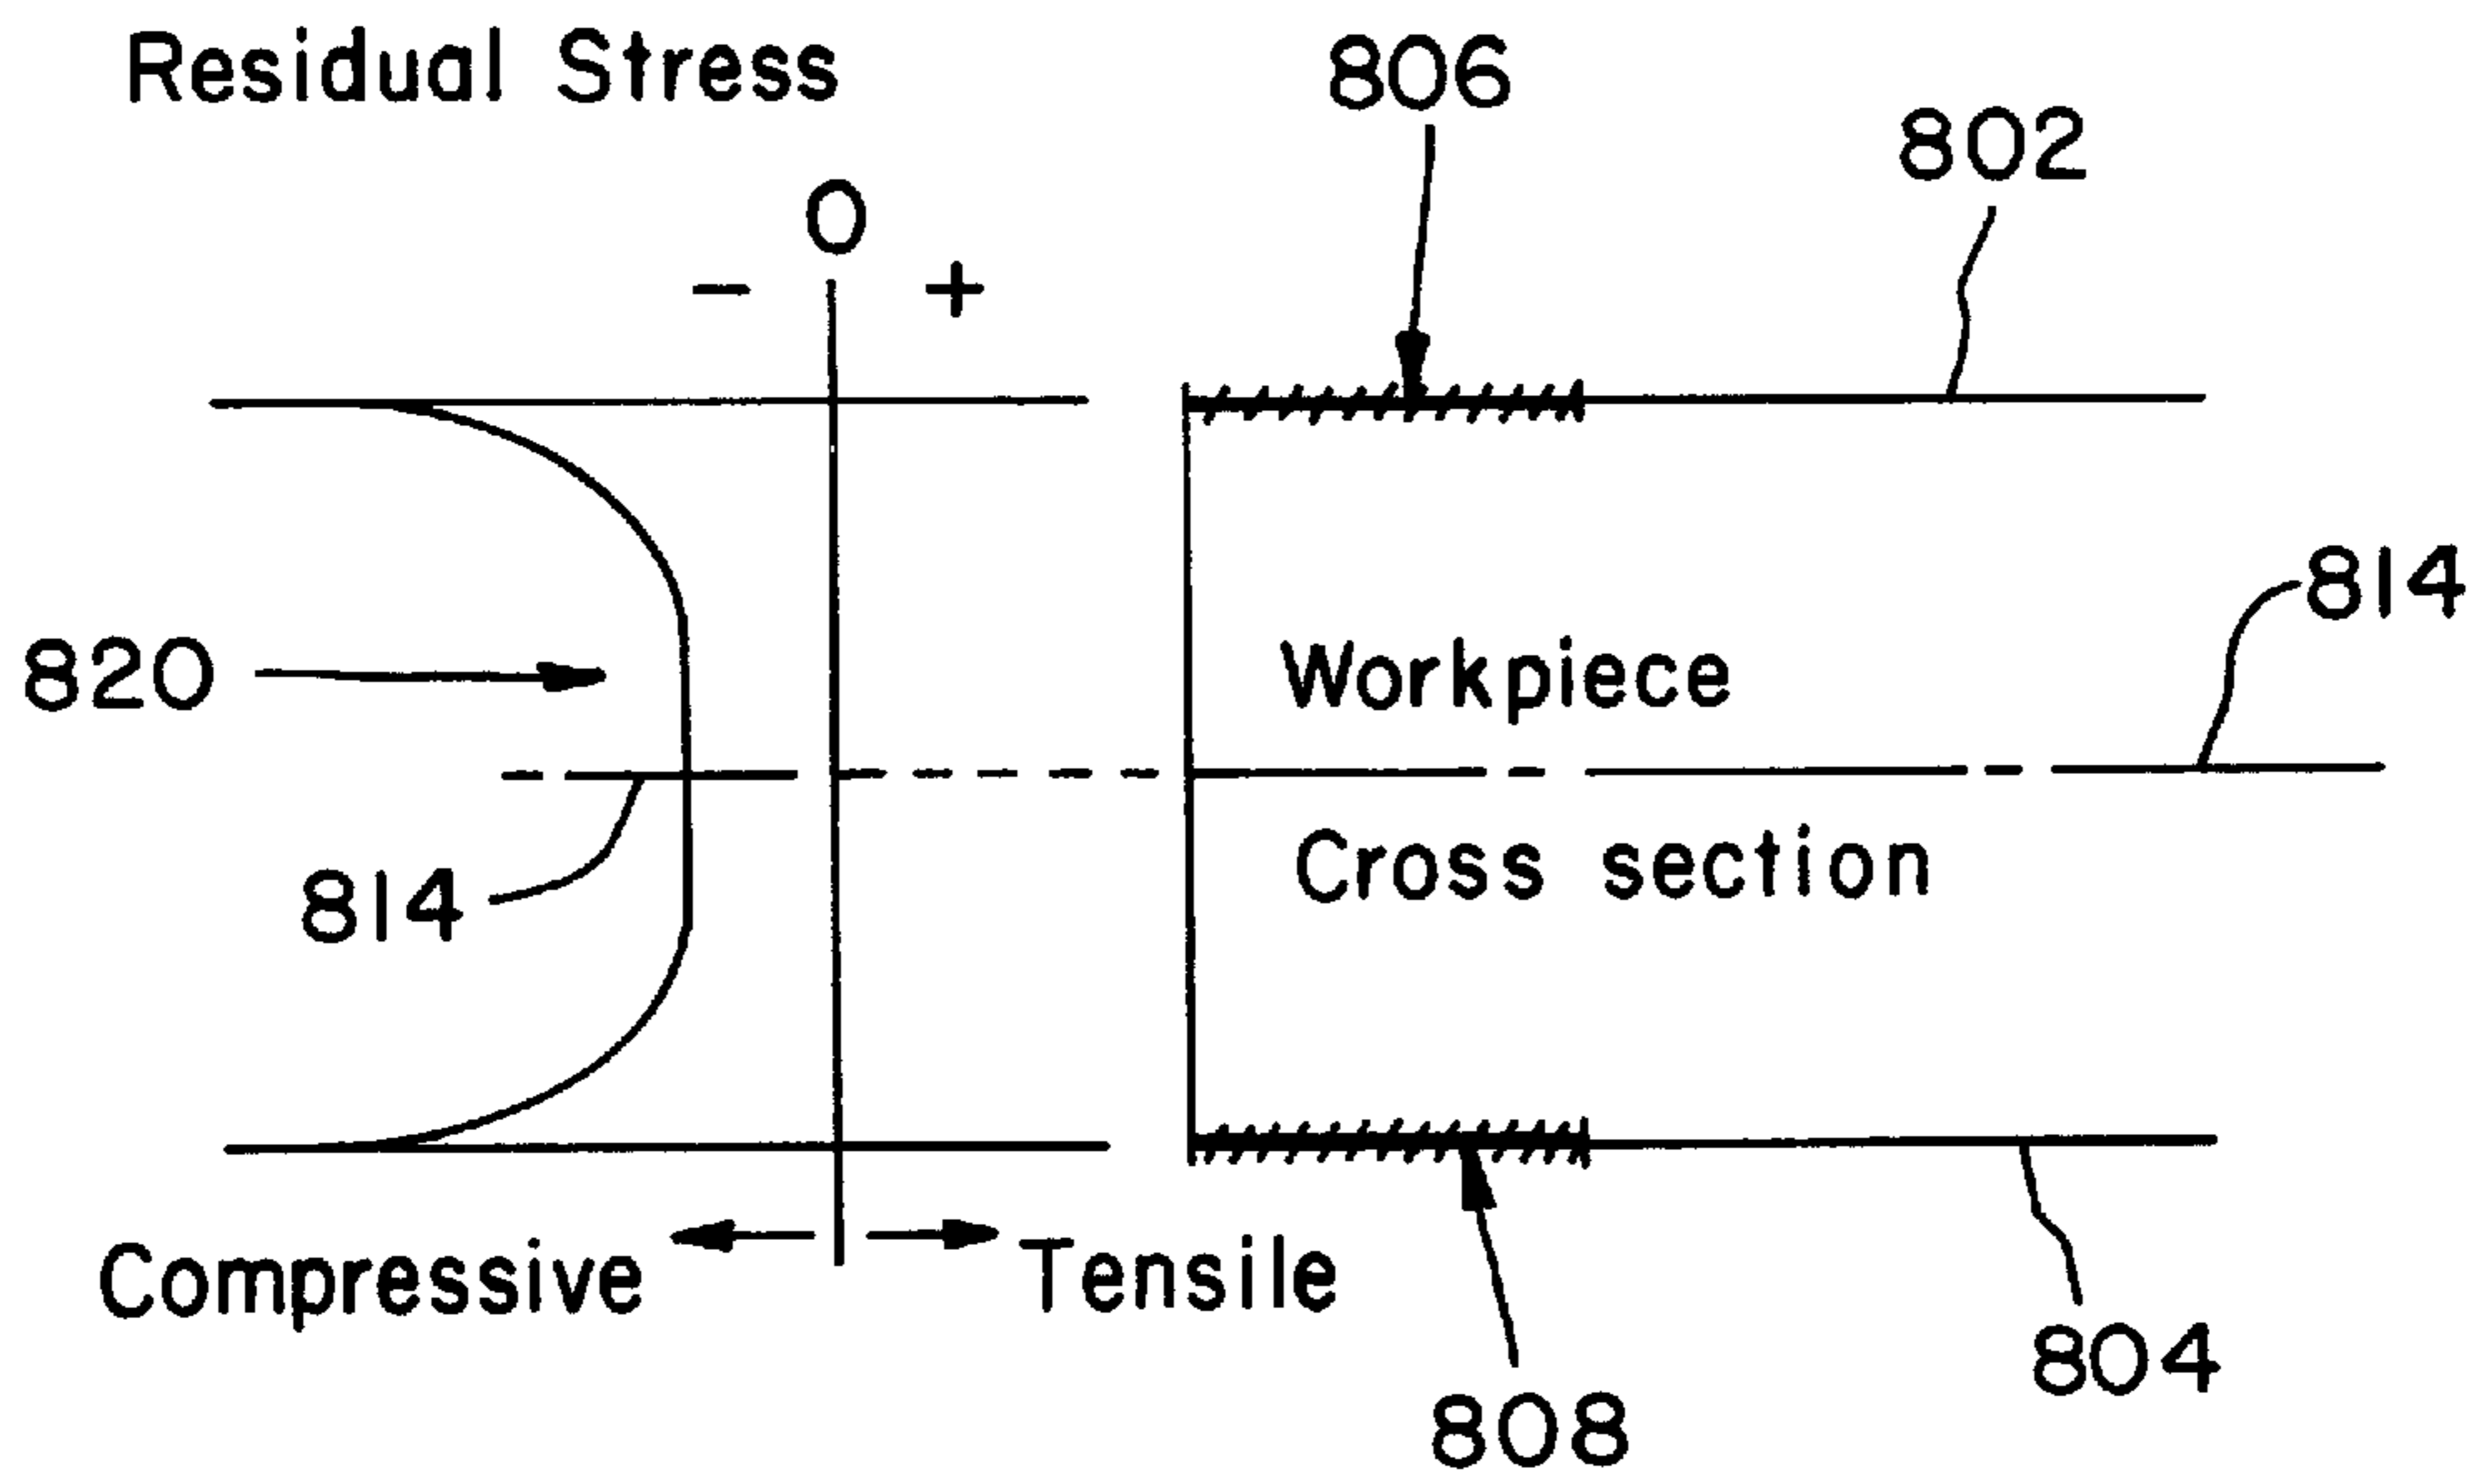 Residual Stress
806
802
0
- +
814
820
Workpiece
Cross section
814
Compressive
Tensile
804
808